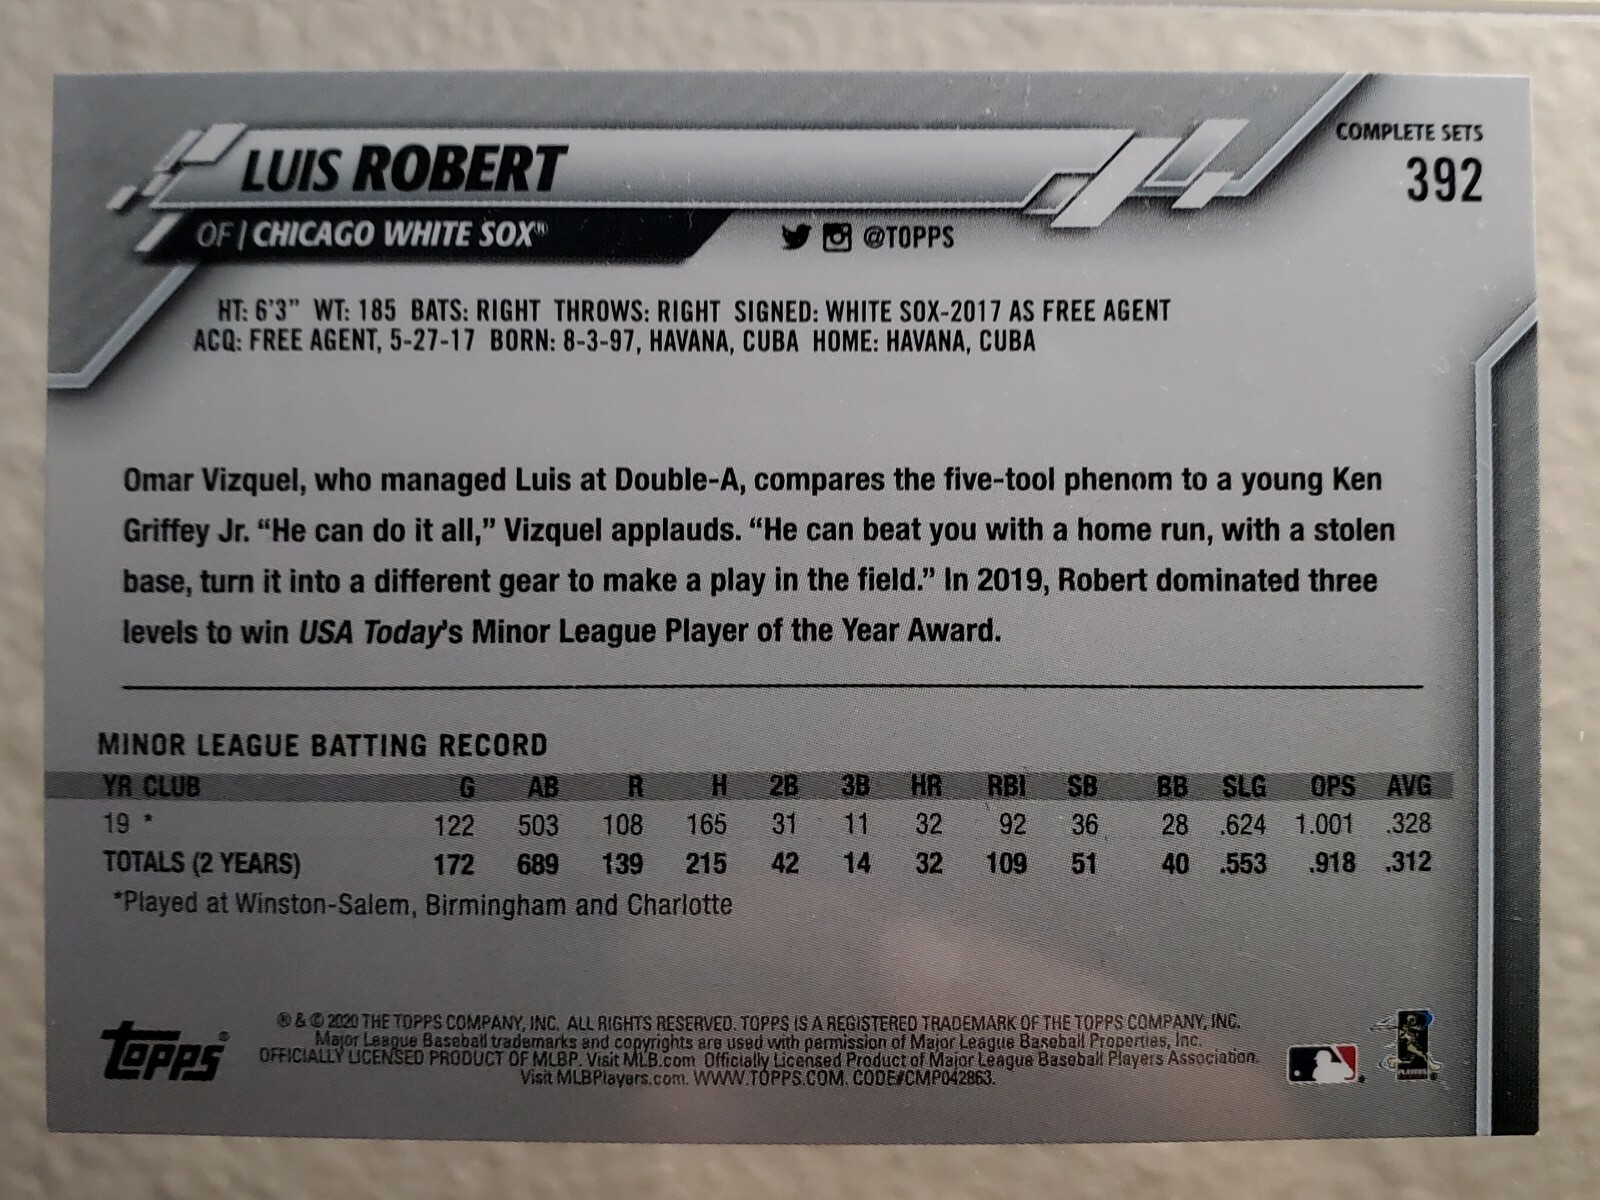 COMPLETE SETS
392
LUIS ROBERT
OF | CHICAGO WHITE SOX®
@TOPPS
HT: 6'3" WT: 185 BATS: RIGHT THROWS: RIGHT SIGNED: WHITE SOX-2017 AS FREE AGENT
ACQ: FREE AGENT, 5-27-17 BORN: 8-3-97, HAVANA, CUBA HOME: HAVANA, CUBA
Omar Vizquel, who managed Luis at Double-A, compares the five-tool phenom to a young Ken
Griffey Jr. “He can do it all,” Vizquel applauds. “He can beat you with a home run, with a stolen
base, turn it into a different gear to make a play in the field.” In 2019, Robert dominated three
levels to win USA Today's Minor League Player of the Year Award.
MINOR LEAGUE BATTING RECORD
YR CLUB G AB R H 2B 3B HR RBI SB BB SLG OPS AVG
19 * 122 503 108 165 31 11 32 92 36 28 .624 1.001 .328
TOTALS (2 YEARS) 172 689 139 215 42 14 32 109 51 40 .553 .918 .312
*Played at Winston-Salem, Birmingham and Charlotte
Topps®
® & © 2020 THE TOPPS COMPANY, INC. ALL RIGHTS RESERVED. TOPPS IS A REGISTERED TRADEMARK OF THE TOPPS COMPANY, INC.
Major League Baseball trademarks and copyrights are used with permission of Major League Baseball Properties, Inc.
OFFICIALLY LICENSED PRODUCT OF MLBP. Visit MLB.com Officially Licensed Product of Major League Baseball Players Association.
Visit MLBPlayers.com. WWW.TOPPS.COM. CODE#CMP042863.
PLAYERS